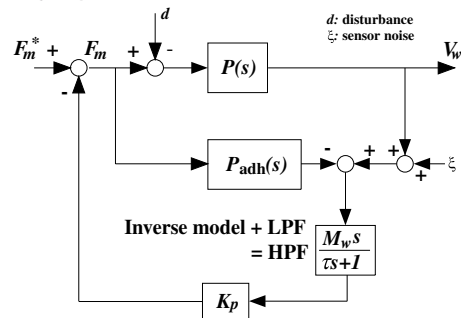 d
d: disturbance
ξ: sensor noise
F_m^* + F_m + - P(s) V_w
-
P_adh(s) - + + + ξ
Inverse model + LPF
= HPF
M_w s
τs+1
K_p